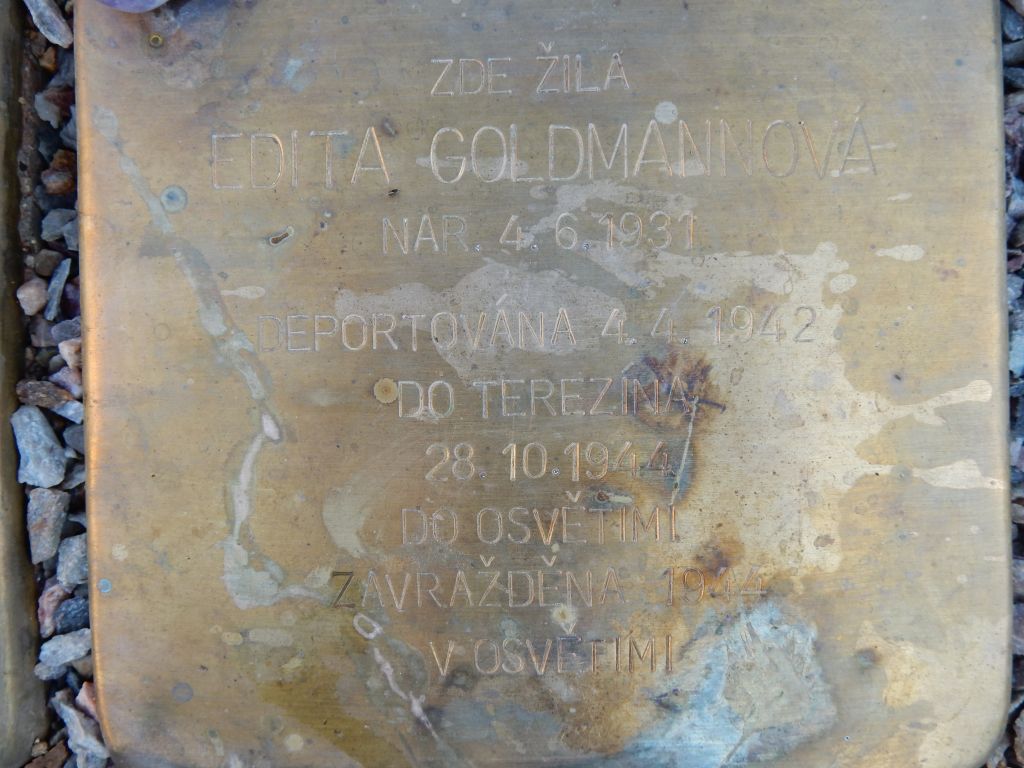 ZDE ŽILA
EDITA GOLDMANNOVÁ
NAR. 4. 6. 1931
DEPORTOVÁNA 4. 4. 1942
DO TEREZÍNA
28. 10. 1944
DO OSVĚTIMI
ZAVRAŽDĚNA 1944
V OSVĚTIMI